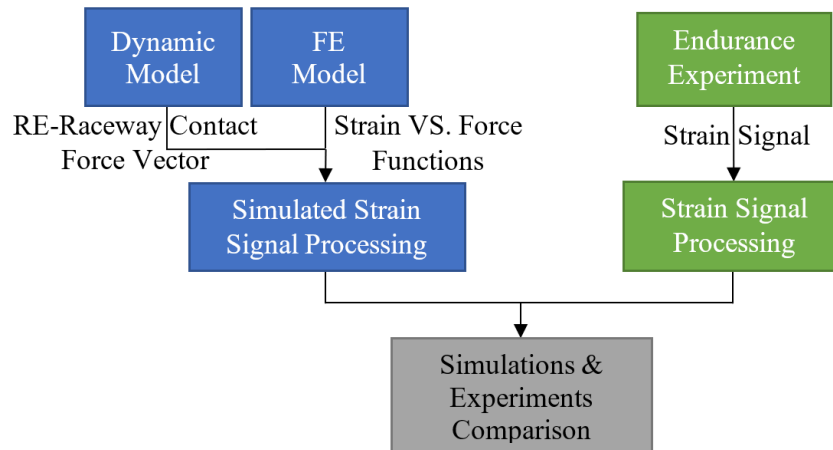 Dynamic
Model
FE
Model
Endurance
Experiment
RE-Raceway Contact
Force Vector
Strain VS. Force
Functions
Strain Signal
Simulated Strain
Signal Processing
Strain Signal
Processing
Simulations &
Experiments
Comparison